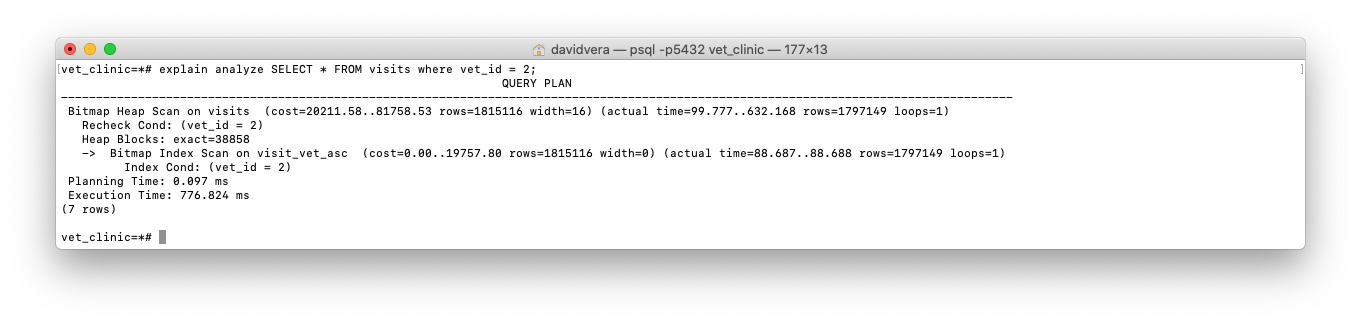 davidvera — psql -p5432 vet_clinic — 177×13
[vet_clinic=*# explain analyze SELECT * FROM visits where vet_id = 2; ]
QUERY PLAN
Bitmap Heap Scan on visits (cost=20211.58..81758.53 rows=1815116 width=16) (actual time=99.777..632.168 rows=1797149 loops=1)
Recheck Cond: (vet_id = 2)
Heap Blocks: exact=38858
-> Bitmap Index Scan on visit_vet_asc (cost=0.00..19757.80 rows=1815116 width=0) (actual time=88.687..88.688 rows=1797149 loops=1)
Index Cond: (vet_id = 2)
Planning Time: 0.097 ms
Execution Time: 776.824 ms
(7 rows)
vet_clinic=*#